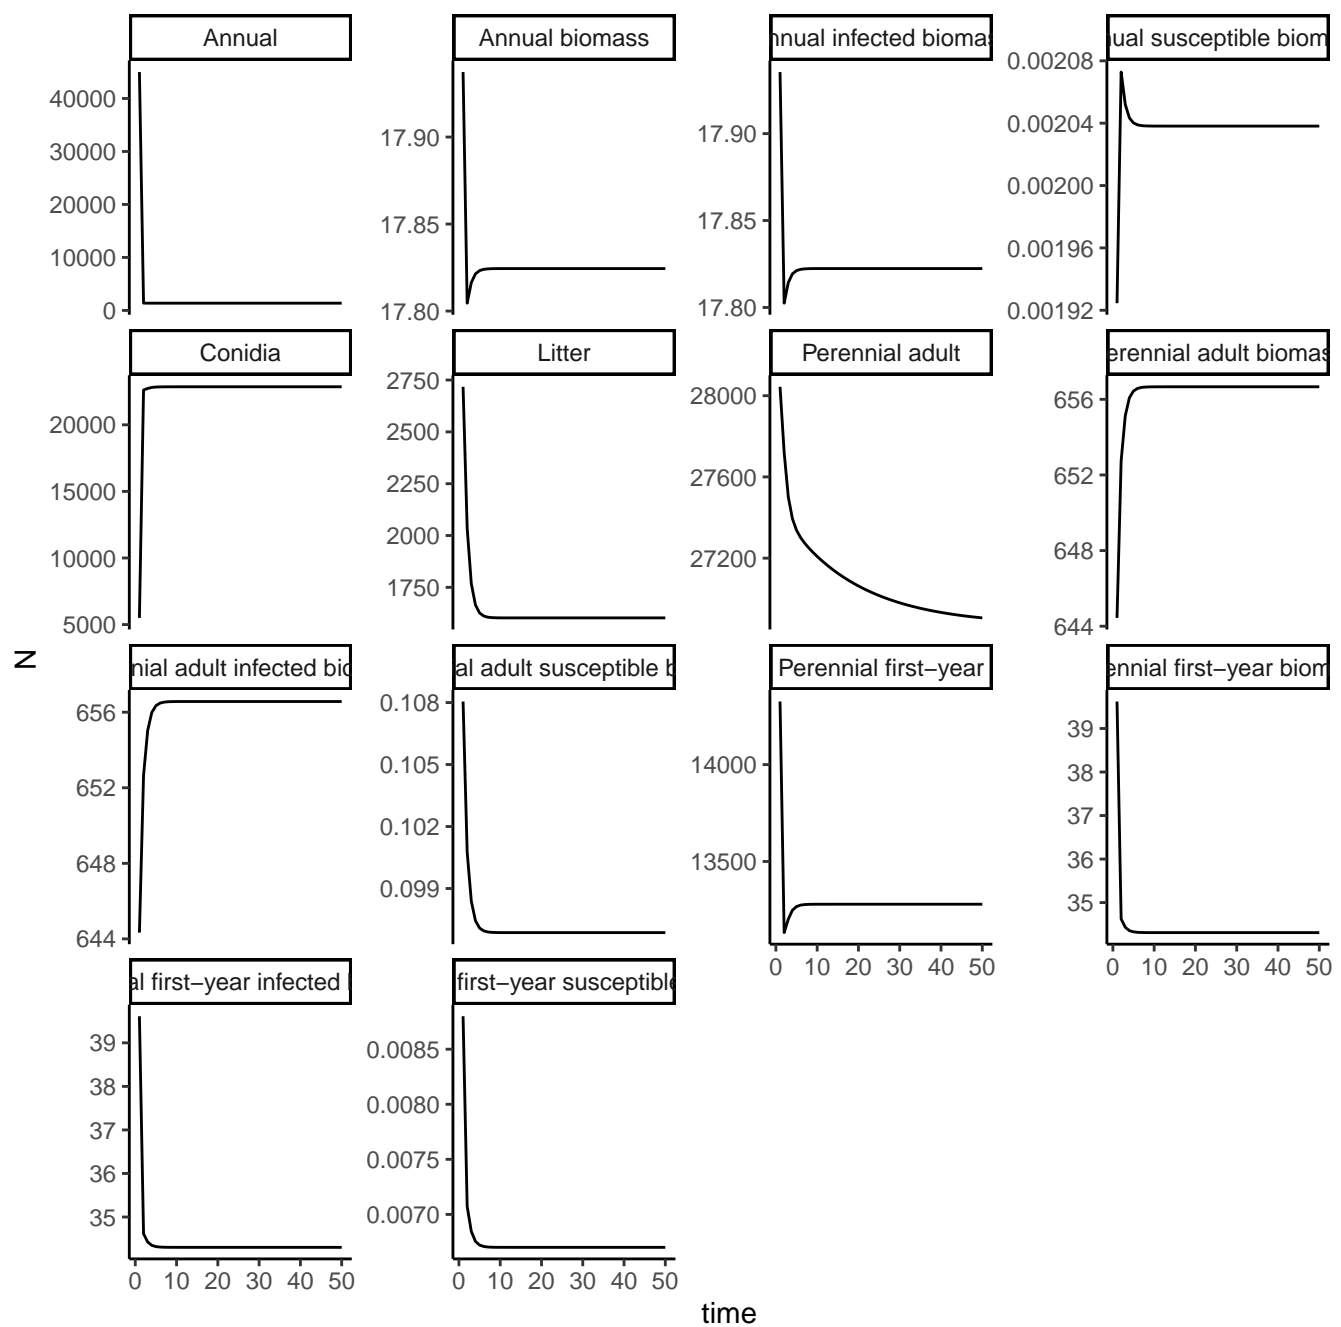 Annual
Annual biomass
nnual infected biomas
ual susceptible biom
40000
30000
20000
10000
0
17.90
17.85
17.80
17.90
17.85
17.80
0.00208
0.00204
0.00200
0.00196
0.00192
Conidia
Litter
Perennial adult
erennial adult biomas
20000
15000
10000
5000
2750
2500
2250
2000
1750
28000
27600
27200
656
652
648
644
nial adult infected bio
al adult susceptible b
Perennial first−year
ennial first−year biom
656
652
648
644
0.108
0.105
0.102
0.099
14000
13500
0 10 20 30 40 50
39
38
37
36
35
0 10 20 30 40 50
al first−year infected
first−year susceptible
39
38
37
36
35
0 10 20 30 40 50
0.0085
0.0080
0.0075
0.0070
0 10 20 30 40 50
N
time